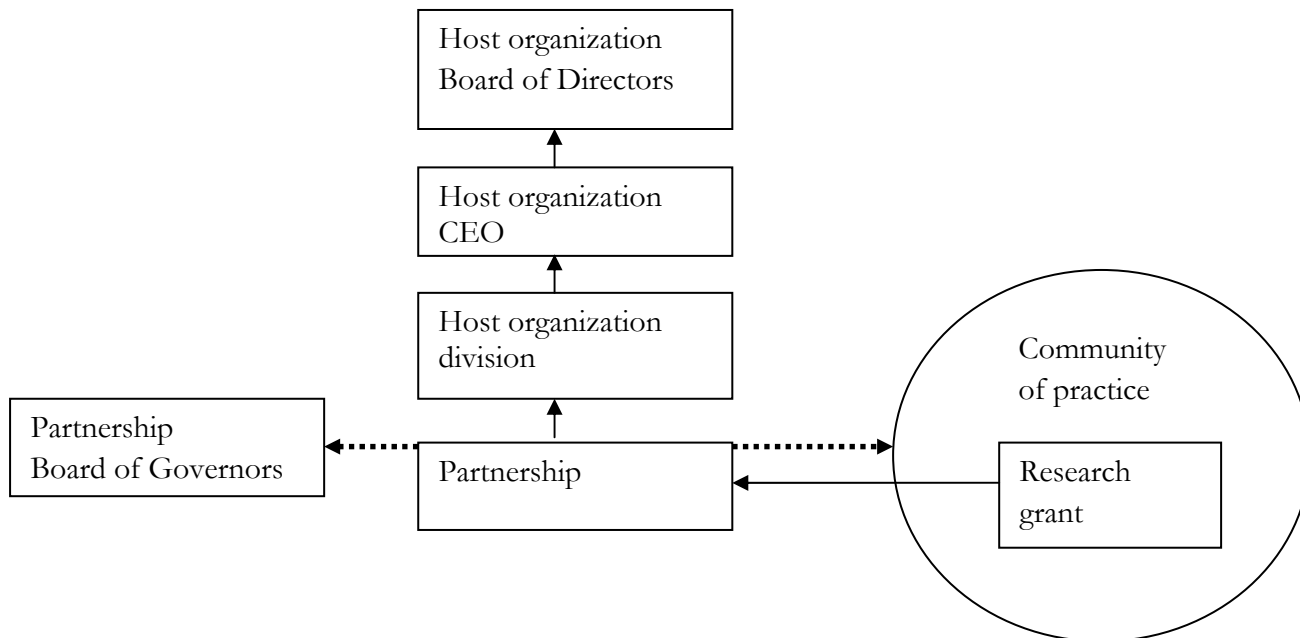 Host organization
Board of Directors
Host organization
CEO
Host organization
division
Community
of practice
Partnership
Board of Governors
Partnership
Research
grant